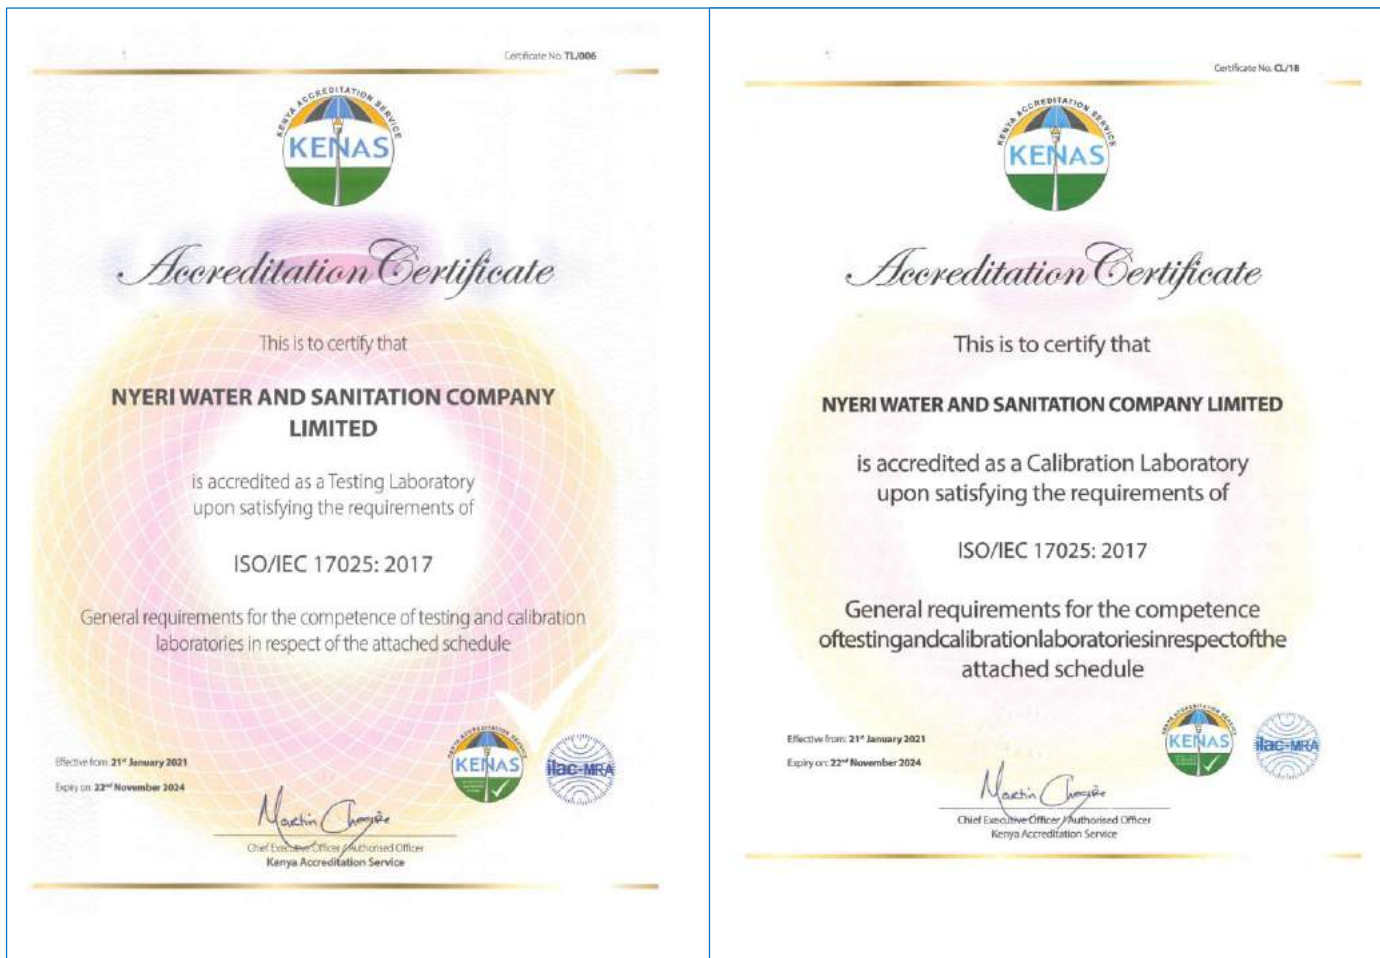 Certificate No. TL/006
KENYA ACCREDITATION SERVICE
KENAS
Accreditation Certificate
This is to certify that
NYERI WATER AND SANITATION COMPANY
LIMITED
is accredited as a Testing Laboratory
upon satisfying the requirements of
ISO/IEC 17025: 2017
General requirements for the competence of testing and calibration
laboratories in respect of the attached schedule
Effective from: 21st January 2021
Expiry on: 22nd November 2024
KENYA ACCREDITATION SERVICE
KENAS
ilac-MRA
Chief Executive Officer / Authorised Officer
Kenya Accreditation Service
Certificate No. CL/18
KENYA ACCREDITATION SERVICE
KENAS
Accreditation Certificate
This is to certify that
NYERI WATER AND SANITATION COMPANY LIMITED
is accredited as a Calibration Laboratory
upon satisfying the requirements of
ISO/IEC 17025: 2017
General requirements for the competence
oftestingandcalibrationlaboratoriesinrespectofthe
attached schedule
Effective from: 21st January 2021
Expiry on: 22nd November 2024
KENYA ACCREDITATION SERVICE
KENAS
ilac-MRA
Martin
Chief Executive Officer / Authorised Officer
Kenya Accreditation Service